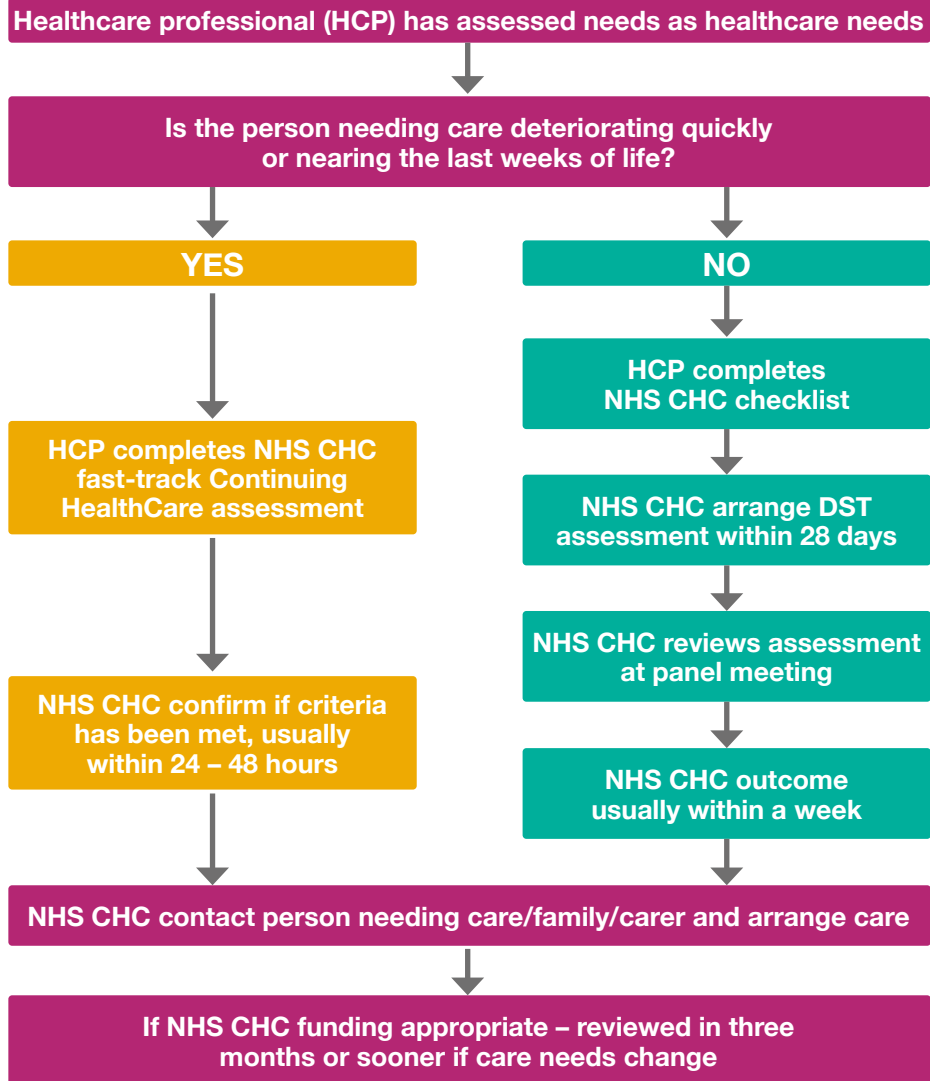 Healthcare professional (HCP) has assessed needs as healthcare needs
Is the person needing care deteriorating quickly
or nearing the last weeks of life?
YES
HCP completes NHS CHC
fast-track Continuing
HealthCare assessment
NHS CHC confirm if criteria
has been met, usually
within 24 – 48 hours
NO
HCP completes
NHS CHC checklist
NHS CHC arrange DST
assessment within 28 days
NHS CHC reviews assessment
at panel meeting
NHS CHC outcome
usually within a week
NHS CHC contact person needing care/family/carer and arrange care
If NHS CHC funding appropriate – reviewed in three
months or sooner if care needs change